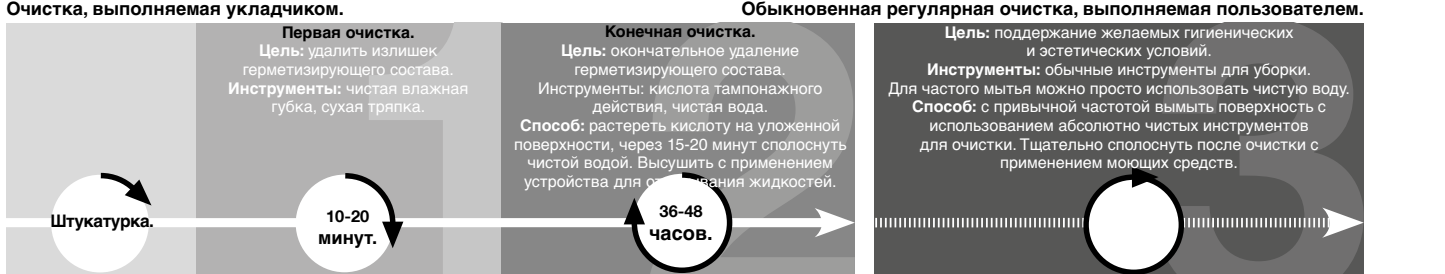 Очистка, выполняемая укладчиком.
Обыкновенная регулярная очистка, выполняемая пользователем.
Первая очистка.
Цель: удалить излишек
герметизирующего состава.
Инструменты: чистая влажная
губка, сухая тряпка.
Конечная очистка.
Цель: окончательное удаление
герметизирующего состава.
Инструменты: кислота тампонажного
действия, чистая вода.
Способ: растереть кислоту на уложенной
поверхности, через 15-20 минут сполоснуть
чистой водой. Высушить с применением
устройства для жидкостей.
Цель: поддержание желаемых гигиенических
и эстетических условий.
Инструменты: обычные инструменты для уборки.
Для частого мытья можно просто использовать чистую воду.
Способ: с привычной частотой вымыть поверхность с
использованием абсолютно чистых инструментов
для очистки. Тщательно сполоснуть после очистки с
применением моющих средств.
Штукатурка.
10-20
минут.
36-48
часов.
1
2
3